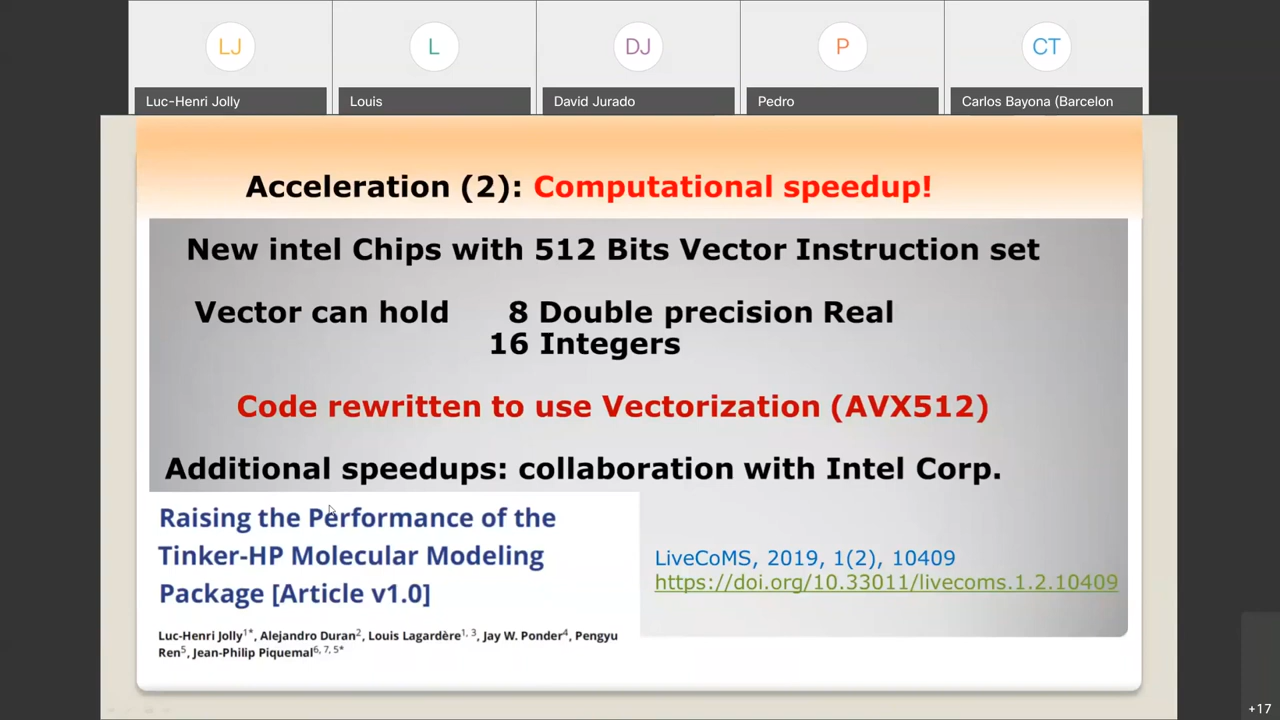 LJ
L
DJ
P
CT
Luc-Henri Jolly
Louis
David Jurado
Pedro
Carlos Bayona (Barcelon
Acceleration (2): Computational speedup!
New intel Chips with 512 Bits Vector Instruction set
Vector can hold 8 Double precision Real
16 Integers
Code rewritten to use Vectorization (AVX512)
Additional speedups: collaboration with Intel Corp.
Raising the Performance of the
Tinker-HP Molecular Modeling
Package [Article v1.0]
Luc-Henri Jolly1*, Alejandro Duran2, Louis Lagardère1, 3, Jay W. Ponder4, Pengyu
Ren5, Jean-Philip Piquemal6, 7, 5*
LiveCoMS, 2019, 1(2), 10409
https://doi.org/10.33011/livecoms.1.2.10409
+17